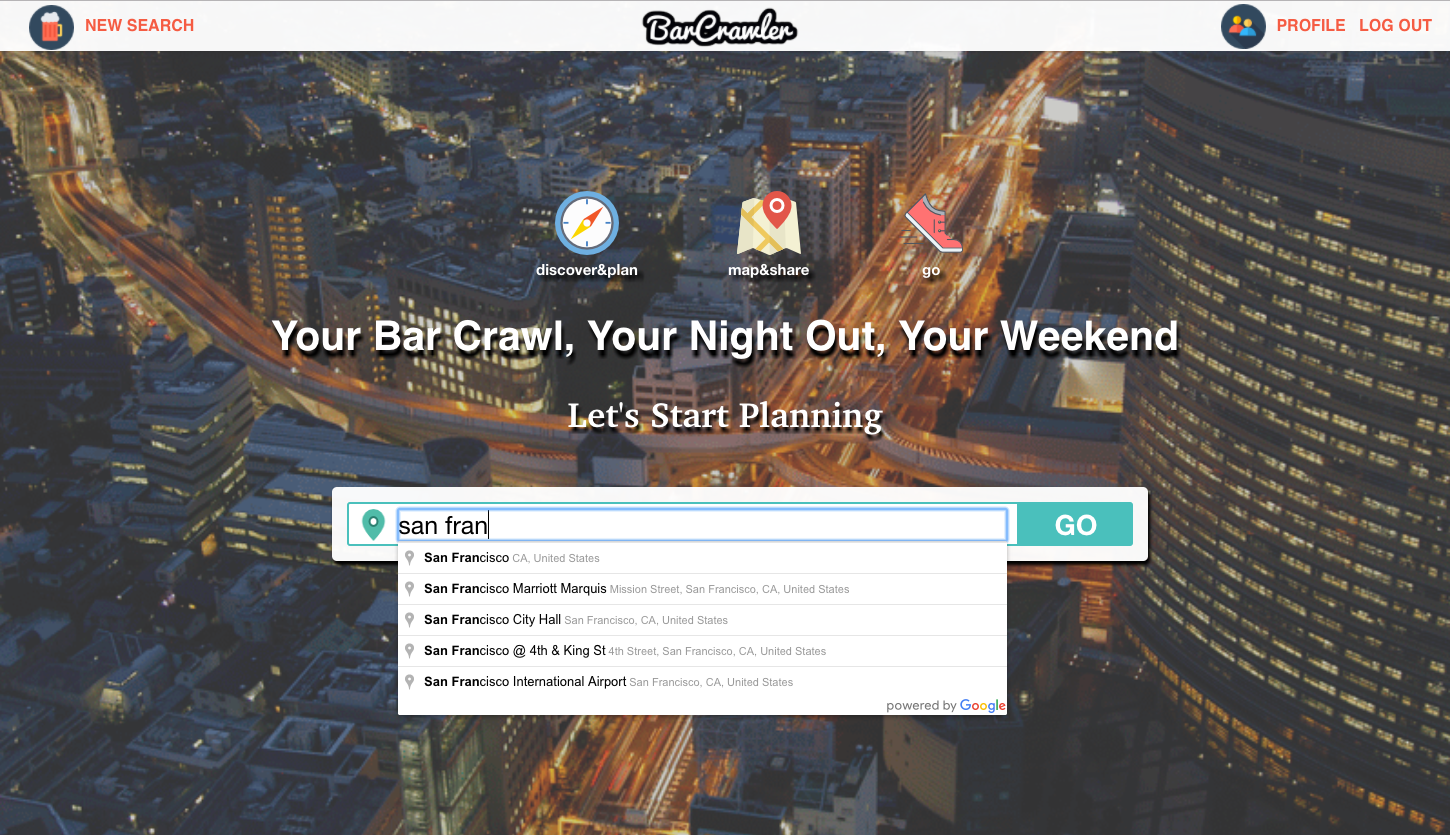 NEW SEARCH
BarCrawler
PROFILE LOG OUT
discover&plan
map&share
go
Your Bar Crawl, Your Night Out, Your Weekend
Let's Start Planning
san fran
GO
San Francisco CA, United States
San Francisco Marriott Marquis Mission Street, San Francisco, CA, United States
San Francisco City Hall San Francisco, CA, United States
San Francisco @ 4th & King St 4th Street, San Francisco, CA, United States
San Francisco International Airport San Francisco, CA, United States
powered by Google